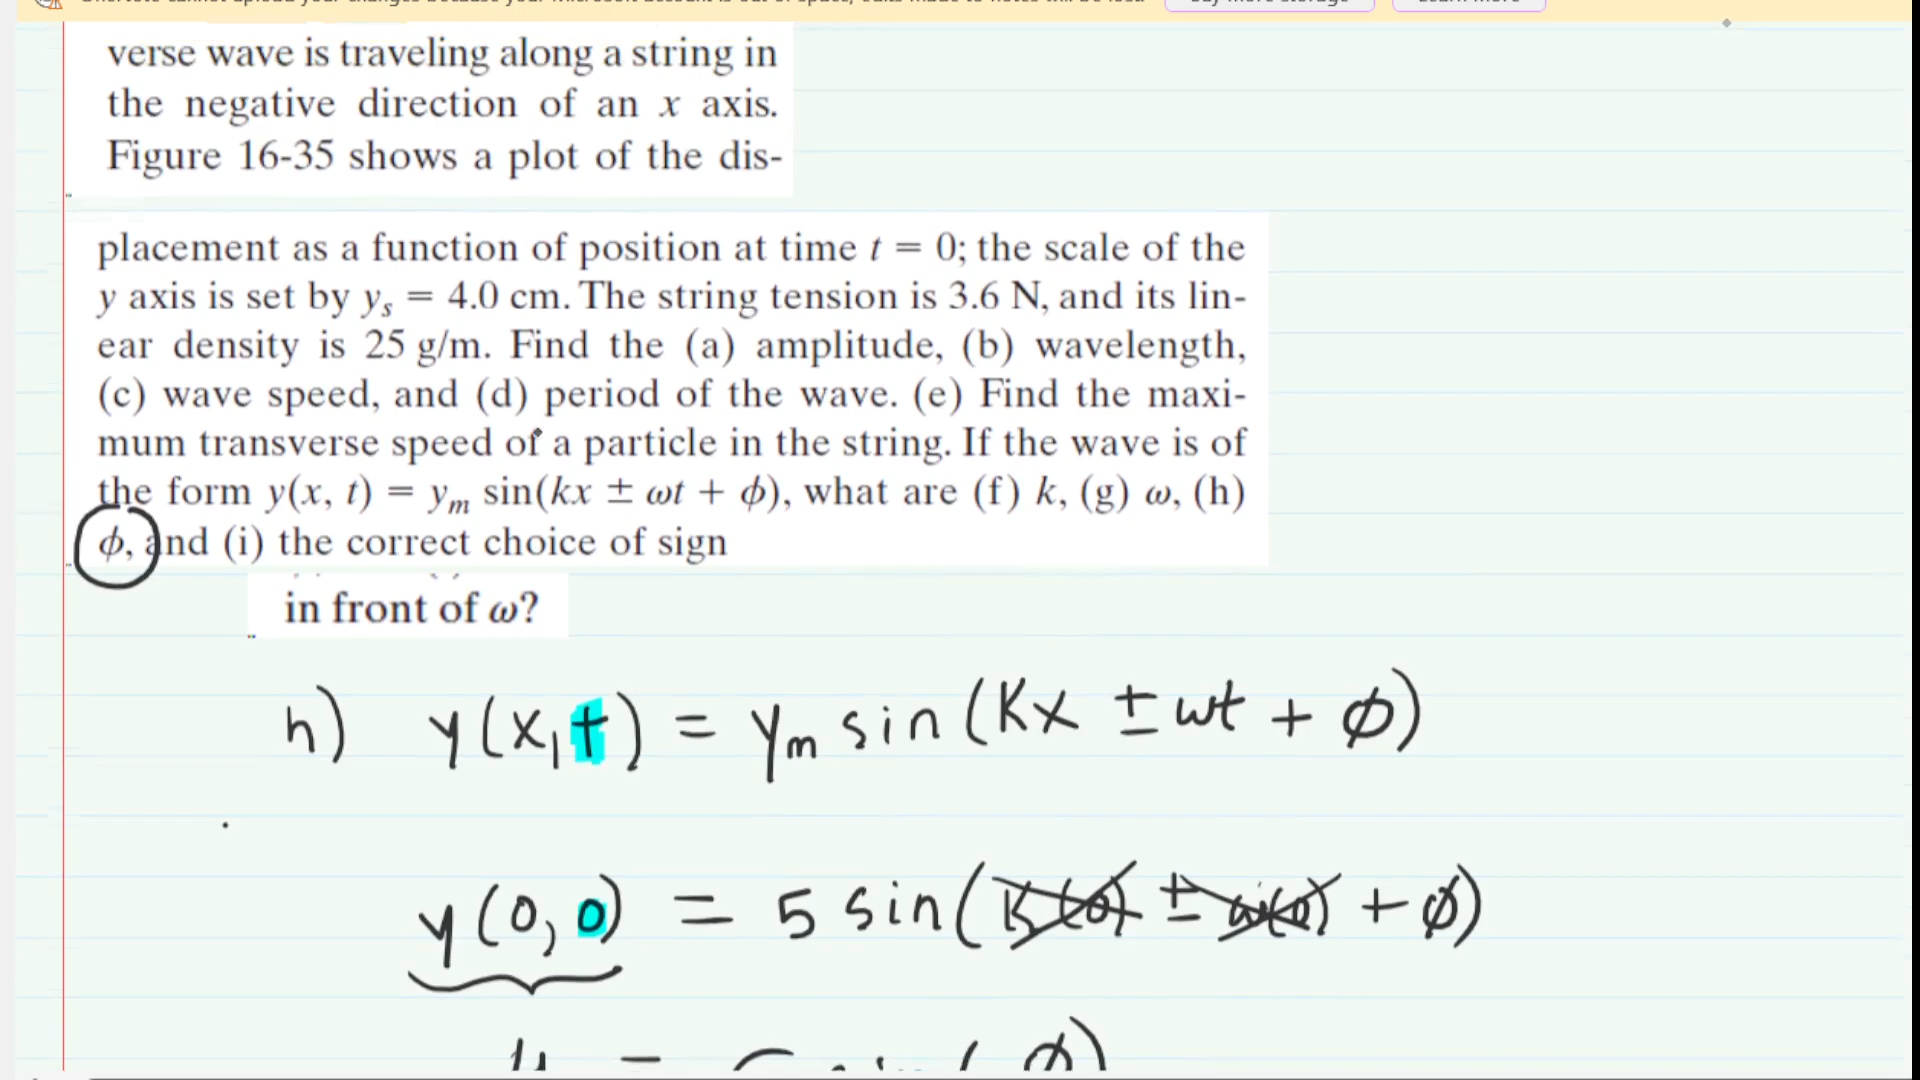 verse wave is traveling along a string in
the negative direction of an x axis.
Figure 16-35 shows a plot of the dis-
placement as a function of position at time t = 0; the scale of the
y axis is set by yₛ = 4.0 cm. The string tension is 3.6 N, and its lin-
ear density is 25 g/m. Find the (a) amplitude, (b) wavelength,
(c) wave speed, and (d) period of the wave. (e) Find the maxi-
mum transverse speed of a particle in the string. If the wave is of
the form y(x, t) = yₘ sin(kx ± ωt + ϕ), what are (f) k, (g) ω, (h)
ϕ, and (i) the correct choice of sign
in front of ω?
h) y(x,t) = yₘ sin(Kx ± ωt + ϕ)
y(0,0) = 5 sin(K(0) ± ω(0) + ϕ)